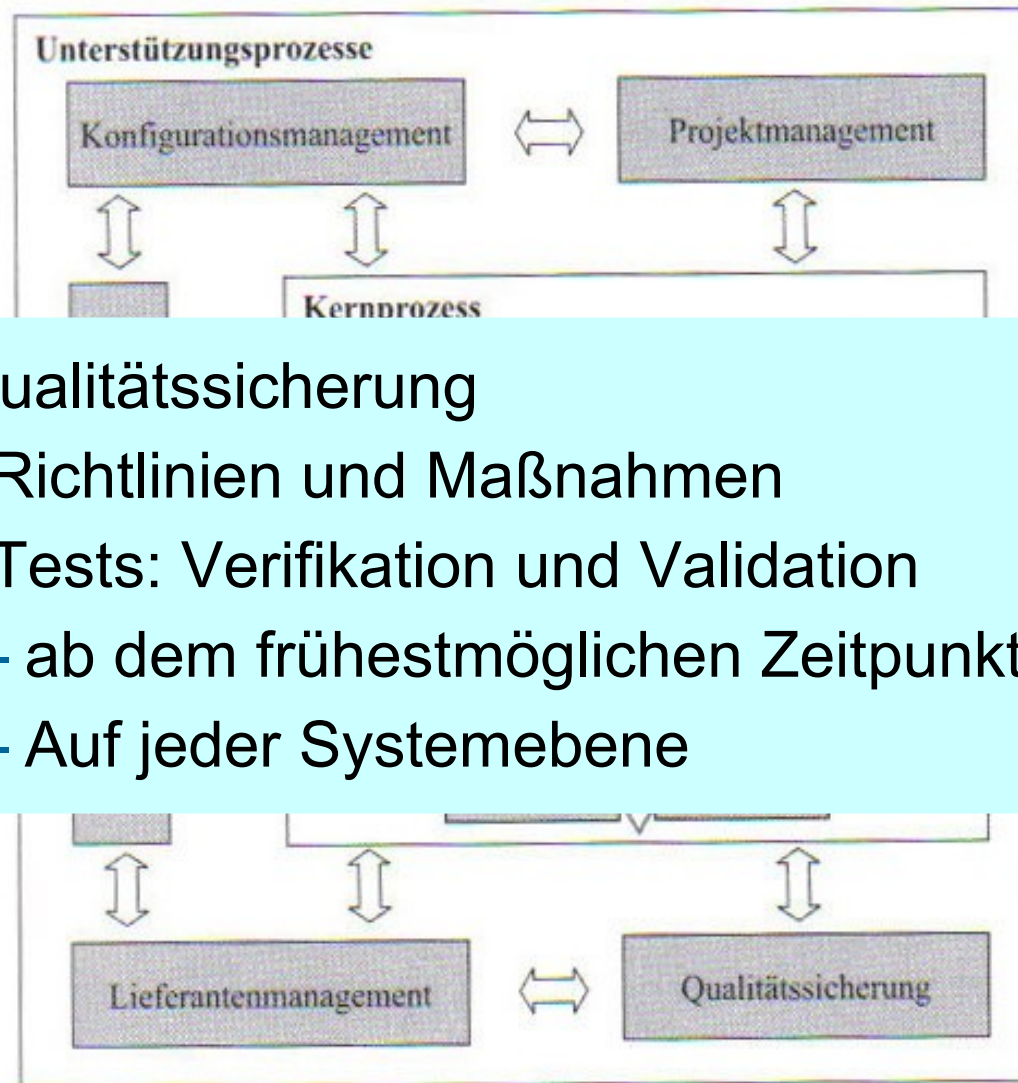 Unterstützungsprozesse
Konfigurationsmanagement
Projektmanagement
Kernprozess
ualitätssicherung
Richtlinien und Maßnahmen
Tests: Verifikation und Validation
- ab dem frühestmöglichen Zeitpunkt
- Auf jeder Systemebene
Lieferantenmanagement
Qualitätssicherung